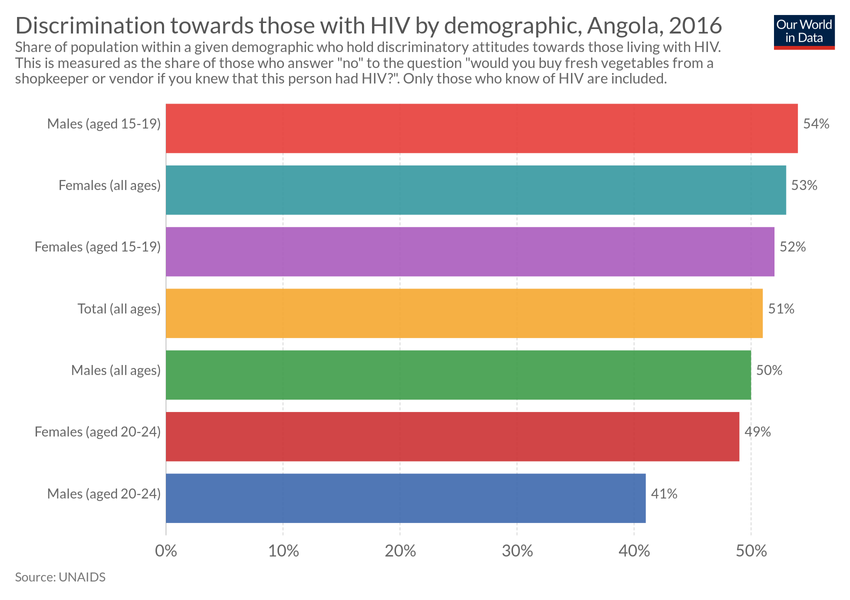 Discrimination towards those with HIV by demographic, Angola, 2016
Our World
in Data
Share of population within a given demographic who hold discriminatory attitudes towards those living with HIV.
This is measured as the share of those who answer "no" to the question "would you buy fresh vegetables from a
shopkeeper or vendor if you knew that this person had HIV?". Only those who know of HIV are included.
Males (aged 15-19) 54%
Females (all ages) 53%
Females (aged 15-19) 52%
Total (all ages) 51%
Males (all ages) 50%
Females (aged 20-24) 49%
Males (aged 20-24) 41%
0% 10% 20% 30% 40% 50%
Source: UNAIDS